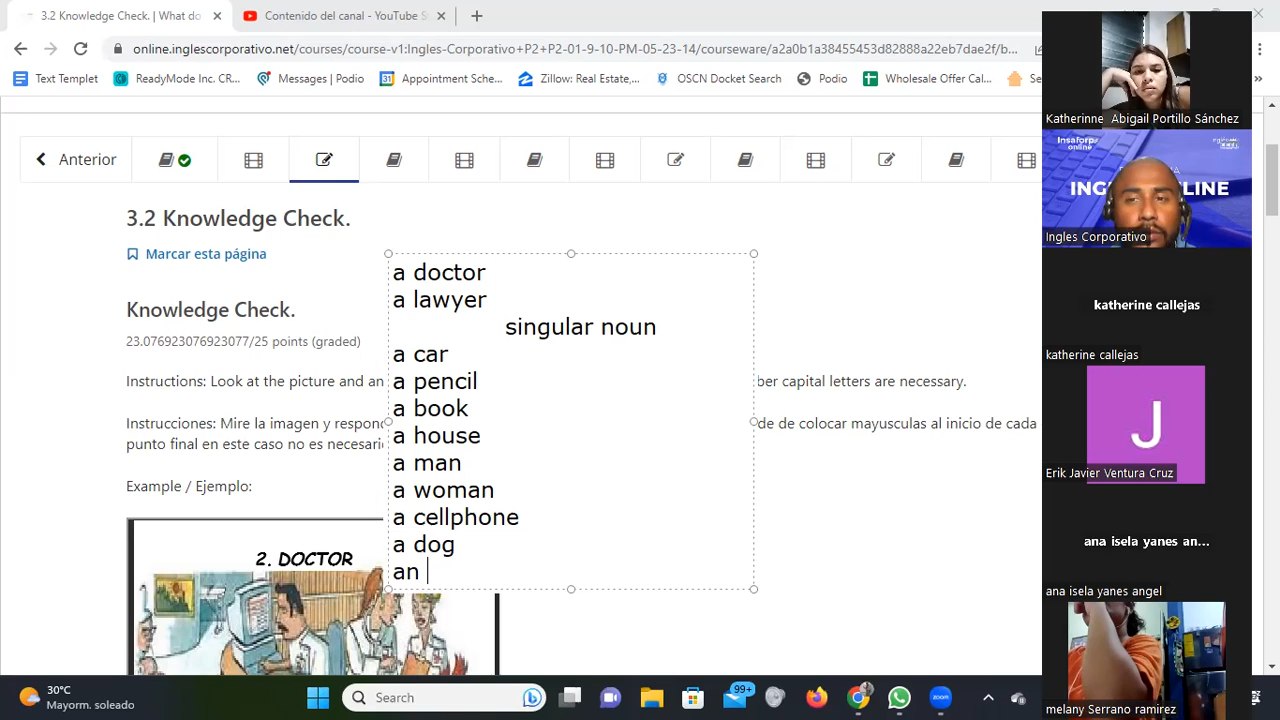 3.2 Knowledge Check. | What do
Contenido del canal - YouTube S
online.inglescorporativo.net/courses/course-v1:Ingles-Corporativo+P2+P2-01-9-10-PM-05-23-14/courseware/a2a0b1a38455453d82888a22eb7dae2f/b...
Text Templet
ReadyMode Inc. CR...
Messages | Podio
31
Appointment Sche...
Zillow: Real Estate,...
OSCN Docket Search
Podio
Wholesale Offer Cal...
Se
Anterior
3.2 Knowledge Check.
Marcar esta página
Knowledge Check.
23.076923076923077/25 points (graded)
Instructions: Look at the picture and an
ber capital letters are necessary.
Instrucciones: Mire la imagen y respon
de de colocar mayusculas al inicio de cada
punto final en este caso no es necesari
Example / Ejemplo:
2. DOCTOR
a doctor
a lawyer
singular noun
a car
a pencil
a book
a house
a man
a woman
a cellphone
a dog
an
30°C
Mayorm. soleado
Search
99+
zoom
Katherinne Abigail Portillo Sánchez
Insaforp
online
INGL
LINE
Ingles Corporativo
katherine callejas
katherine callejas
J
Erik Javier Ventura Cruz
ana isela yanes an...
ana isela yanes angel
melany Serrano ramirez